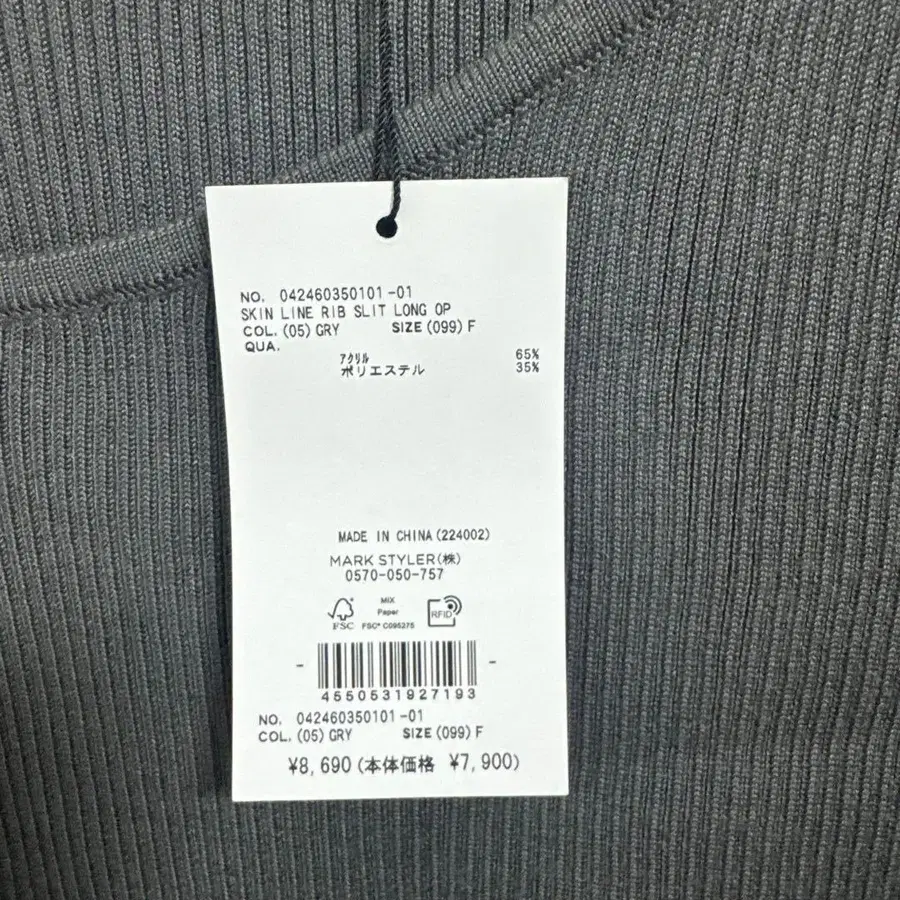 NO. 042460350101-01
SKIN LINE RIB SLIT LONG OP
COL. (05) GRY SIZE (099) F
QUA.
アクリル 65%
ポリエステル 35%
MADE IN CHINA (224002)
MARK STYLER(株)
0570-050-757
MIX
Paper
FSC FSC® C095275 RFID
4550531927193
NO. 042460350101-01
COL. (05) GRY SIZE (099) F
¥8,690 (本体価格 ¥7,900)